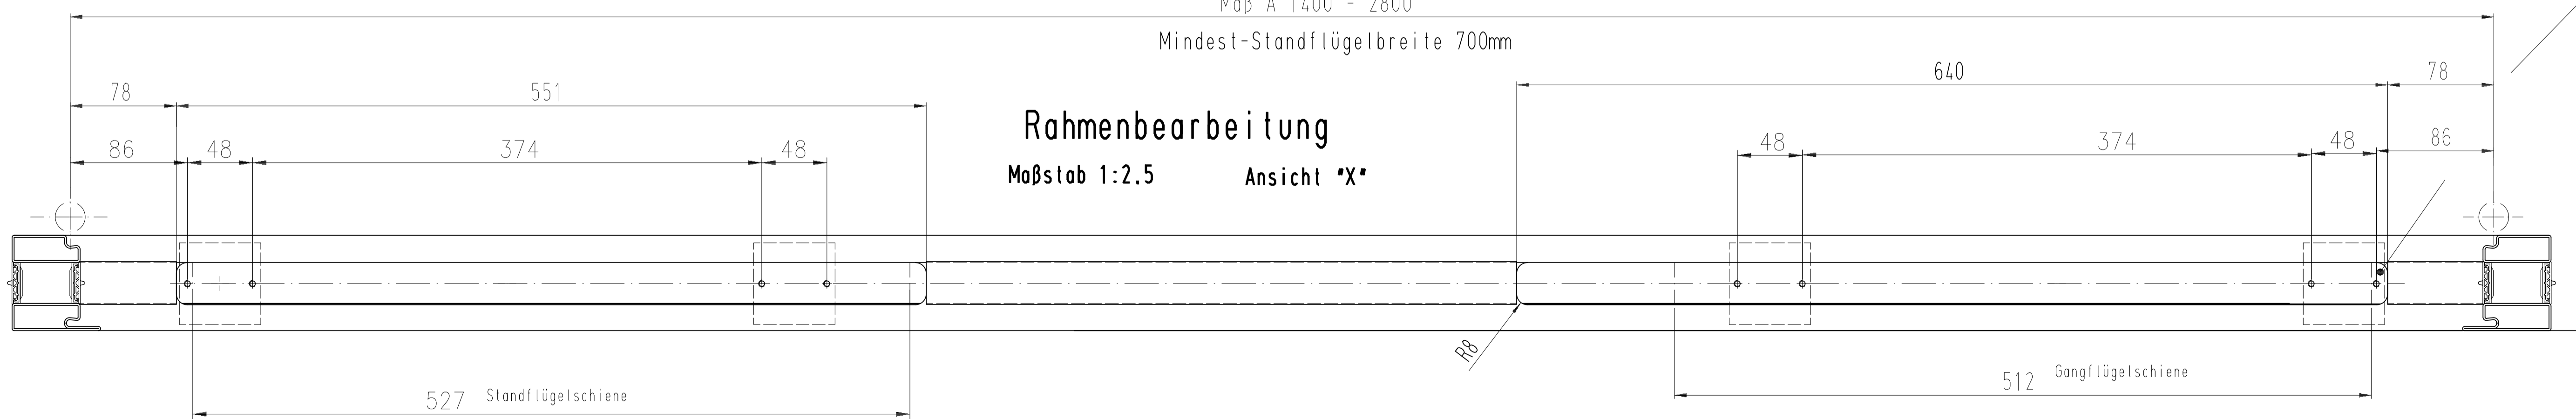 Maß A 1400 - 2800
Mindest-Standflügelbreite 700mm
640
78
78
551
Rahmenbearbeitung
86
48
374
48
48
374
48
86
Maßstab 1:2.5
Ansicht "X"
R8
527 Standflügelschiene
512 Gangflügelschiene